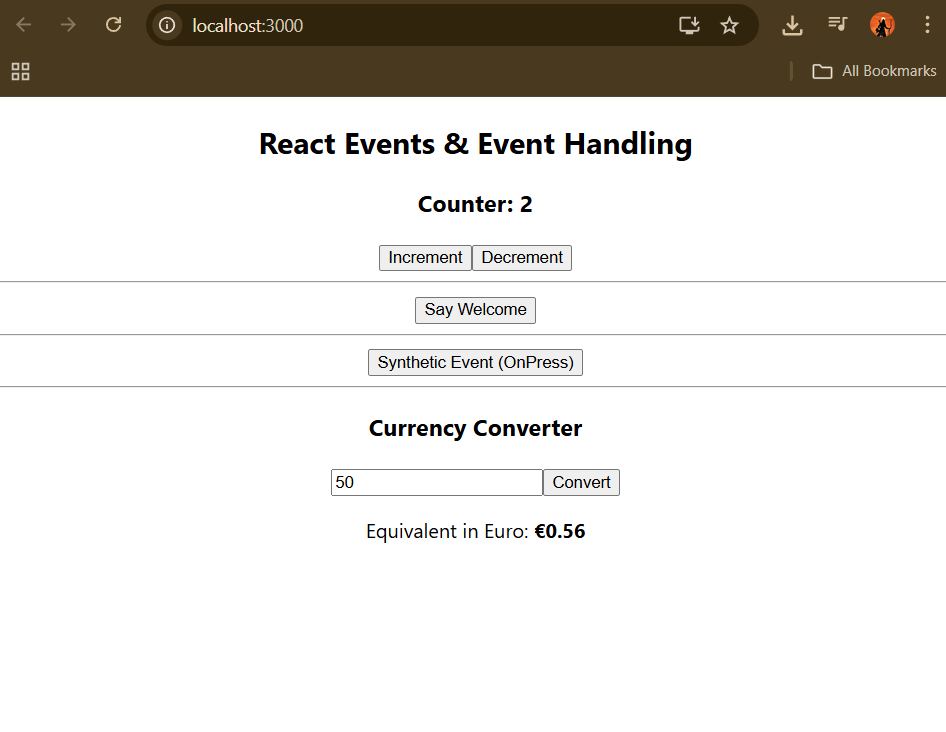 localhost:3000
All Bookmarks
React Events & Event Handling
Counter: 2
Increment Decrement
Say Welcome
Synthetic Event (OnPress)
Currency Converter
50 Convert
Equivalent in Euro: €0.56